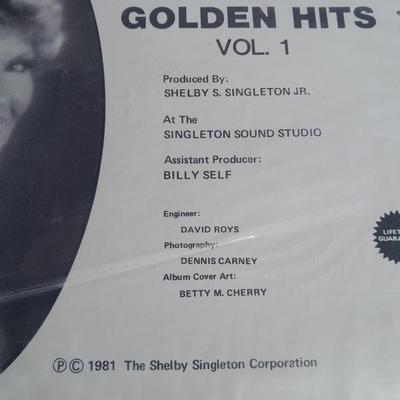 GOLDEN HITS
VOL. 1
Produced By:
SHELBY S. SINGLETON JR.
At The
SINGLETON SOUND STUDIO
Assistant Producer:
BILLY SELF
Engineer:
DAVID ROYS
Photography:
DENNIS CARNEY
Album Cover Art:
BETTY M. CHERRY
ⓅⒸ 1981 The Shelby Singleton Corporation